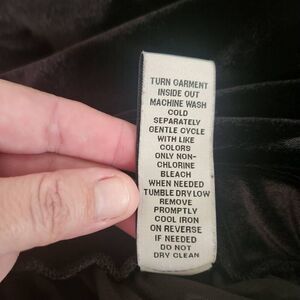 TURN GARMENT
INSIDE OUT
MACHINE WASH
COLD
SEPARATELY
GENTLE CYCLE
WITH LIKE
COLORS
ONLY NON-
CHLORINE
BLEACH
WHEN NEEDED
TUMBLE DRY LOW
REMOVE
PROMPTLY
COOL IRON
ON REVERSE
IF NEEDED
DO NOT
DRY CLEAN